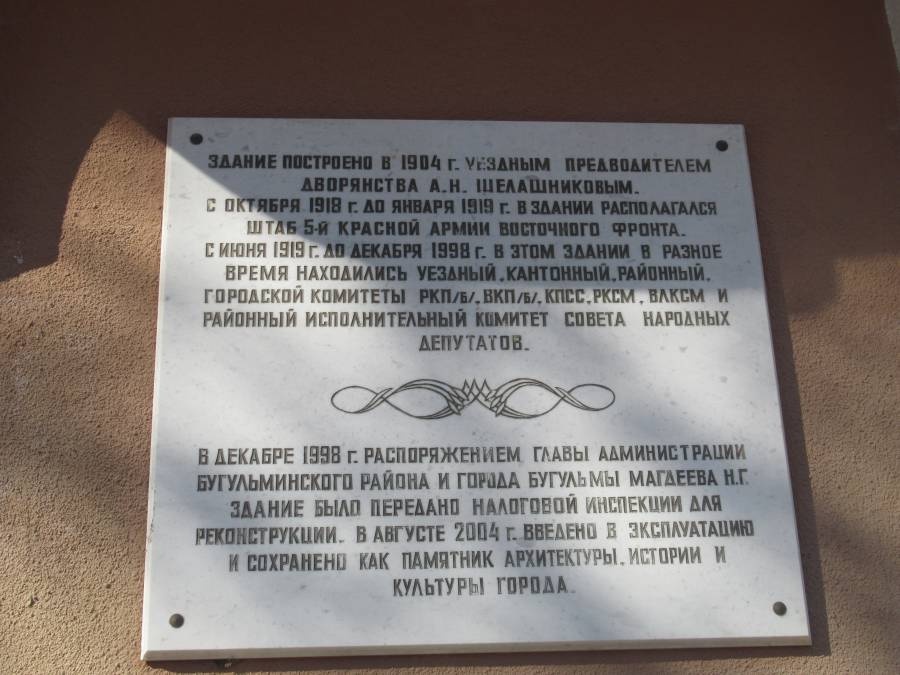 ЗДАНИЕ ПОСТРОЕНО В 1904 г. УЕЗДНЫМ ПРЕДВОДИТЕЛЕМ
ДВОРЯНСТВА А.Н. ШЕЛАШНИКОВЫМ.
С ОКТЯБРЯ 1918 г. ДО ЯНВАРЯ 1919 г. В ЗДАНИИ РАСПОЛАГАЛСЯ
ШТАБ 5-й КРАСНОЙ АРМИИ ВОСТОЧНОГО ФРОНТА.
С ИЮНЯ 1919 г. ДО ДЕКАБРЯ 1998 г. В ЭТОМ ЗДАНИИ В РАЗНОЕ
ВРЕМЯ НАХОДИЛИСЬ УЕЗДНЫЙ, КАНТОННЫЙ, РАЙОННЫЙ,
ГОРОДСКОЙ КОМИТЕТЫ РКП/б/, ВКП/б/, КПСС, РКСМ, ВЛКСМ И
РАЙОННЫЙ ИСПОЛНИТЕЛЬНЫЙ КОМИТЕТ СОВЕТА НАРОДНЫХ
ДЕПУТАТОВ.
В ДЕКАБРЕ 1998 г. РАСПОРЯЖЕНИЕМ ГЛАВЫ АДМИНИСТРАЦИИ
БУГУЛЬМИНСКОГО РАЙОНА И ГОРОДА БУГУЛЬМЫ МАГДЕЕВА Н.Г.
ЗДАНИЕ БЫЛО ПЕРЕДАНО НАЛОГОВОЙ ИНСПЕКЦИИ ДЛЯ
РЕКОНСТРУКЦИИ. В АВГУСТЕ 2004 г. ВВЕДЕНО В ЭКСПЛУАТАЦИЮ
И СОХРАНЕНО КАК ПАМЯТНИК АРХИТЕКТУРЫ, ИСТОРИИ И
КУЛЬТУРЫ ГОРОДА.